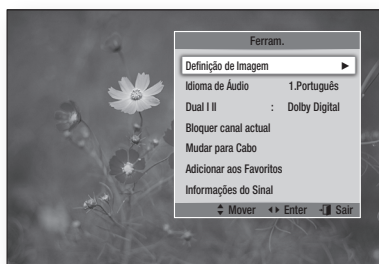 Ferram.
Definição de Imagem ►
Idioma de Áudio 1.Português
Dual I II : Dolby Digital
Bloquer canal actual
Mudar para Cabo
Adicionar aos Favoritos
Informações do Sinal
Mover Enter Sair